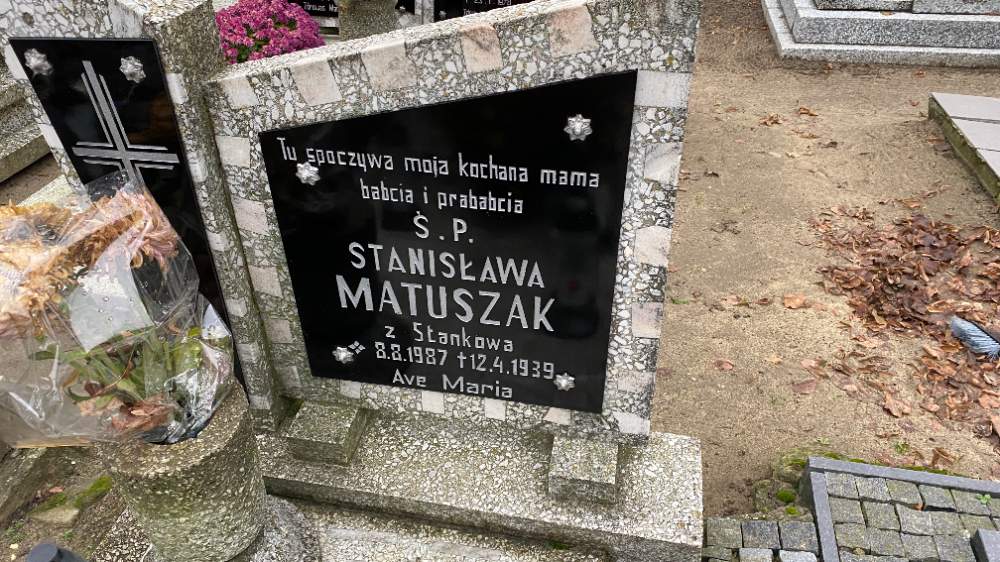 Tu spoczywa moja kochana mama
babcia i prababcia
Ś.P.
STANISŁAWA
MATUSZAK
z Stankowa
8.8.1987 †12.4.1939
Ave Maria